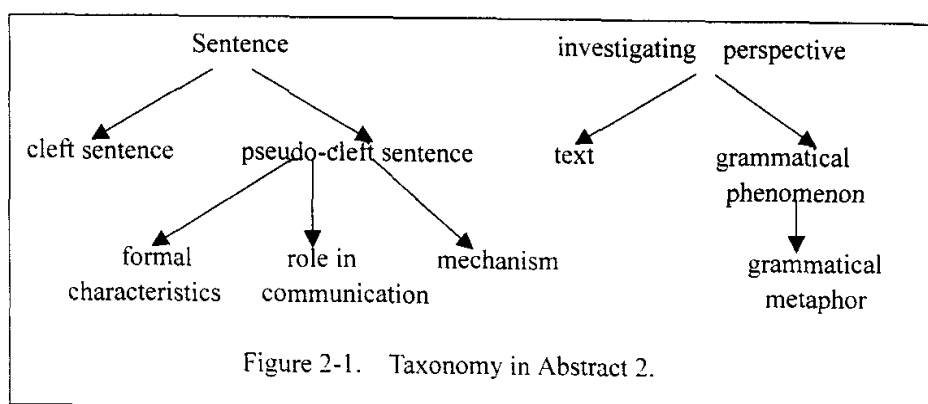 Sentence investigating perspective
cleft sentence pseudo-cleft sentence text grammatical
phenomenon
formal role in mechanism grammatical
characteristics communication metaphor
Figure 2-1. Taxonomy in Abstract 2.